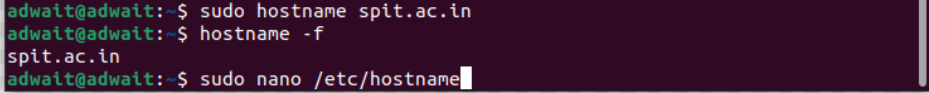 adwait@adwait:~$ sudo hostname spit.ac.in
adwait@adwait:~$ hostname -f
spit.ac.in
adwait@adwait:~$ sudo nano /etc/hostname